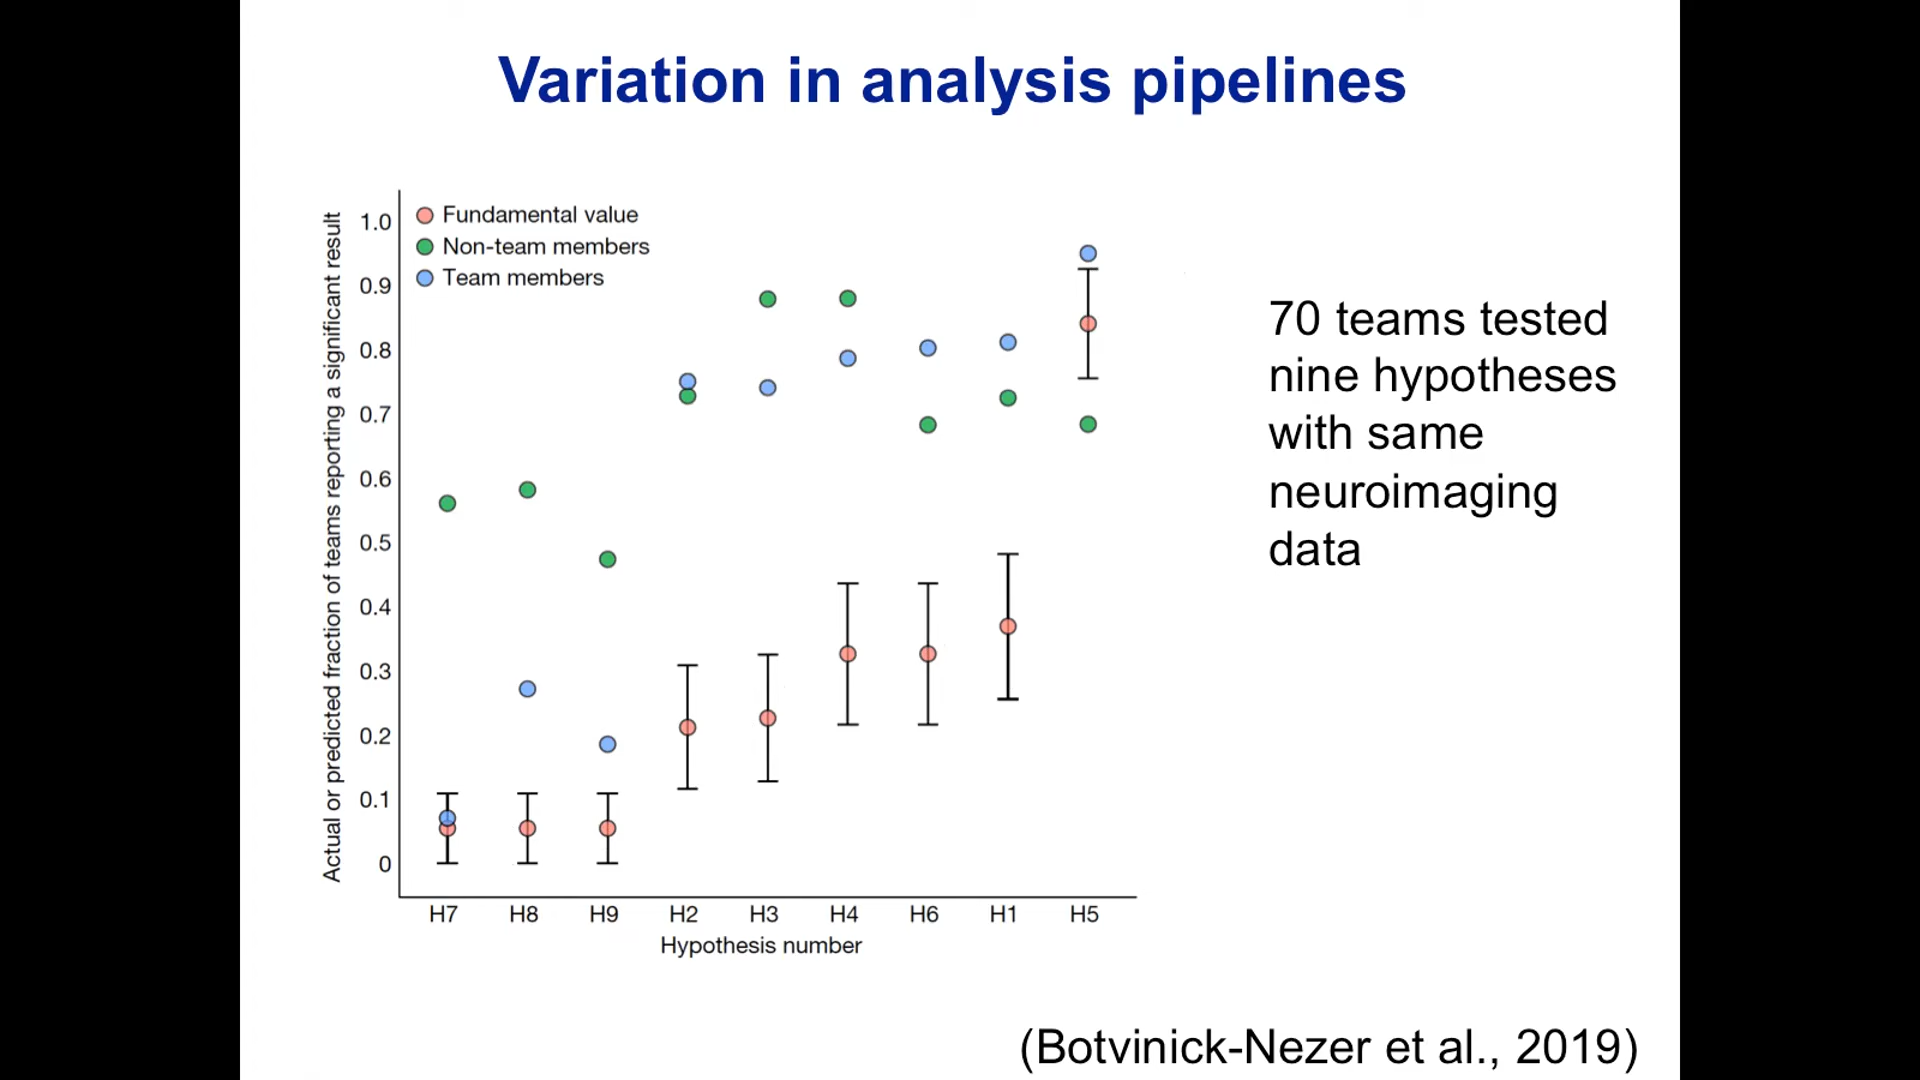 Variation in analysis pipelines
Actual or predicted fraction of teams reporting a significant result
1.0
0.9
0.8
0.7
0.6
0.5
0.4
0.3
0.2
0.1
0
Fundamental value
Non-team members
Team members
H7 H8 H9 H2 H3 H4 H6 H1 H5
Hypothesis number
70 teams tested
nine hypotheses
with same
neuroimaging
data
(Botvinick-Nezer et al., 2019)